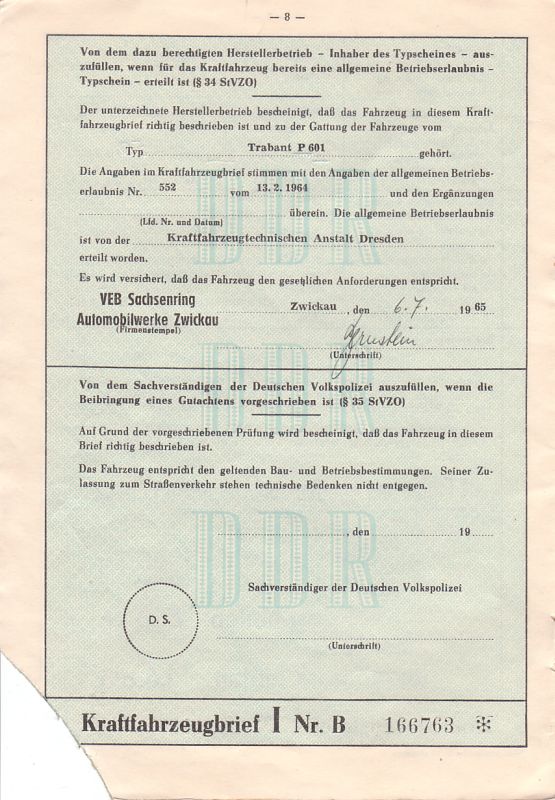 — 8 —
Von dem dazu berechtigten Herstellerbetrieb – Inhaber des Typscheines – aus-
zufüllen, wenn für das Kraftfahrzeug bereits eine allgemeine Betriebserlaubnis –
Typschein – erteilt ist (§ 34 StVZO)
Der unterzeichnete Herstellerbetrieb bescheinigt, daß das Fahrzeug in diesem Kraft-
fahrzeugbrief richtig beschrieben ist und zu der Gattung der Fahrzeuge vom
Typ Trabant P 601 gehört.
Die Angaben im Kraftfahrzeugbrief stimmen mit den Angaben der allgemeinen Betriebs-
erlaubnis Nr. 552 vom 13.2.1964 und den Ergänzungen
überein. Die allgemeine Betriebserlaubnis
(Lfd. Nr. und Datum)
ist von der Kraftfahrzeugtechnischen Anstalt Dresden
erteilt worden.
Es wird versichert, daß das Fahrzeug den gesetzlichen Anforderungen entspricht.
VEB Sachsenring
Automobilwerke Zwickau
(Firmenstempel)
Zwickau, den 6.7. 1965
(Unterschrift)
Von dem Sachverständigen der Deutschen Volkspolizei auszufüllen, wenn die
Beibringung eines Gutachtens vorgeschrieben ist (§ 35 StVZO)
Auf Grund der vorgeschriebenen Prüfung wird bescheinigt, daß das Fahrzeug in diesem
Brief richtig beschrieben ist.
Das Fahrzeug entspricht den geltenden Bau- und Betriebsbestimmungen. Seiner Zu-
lassung zum Straßenverkehr stehen technische Bedenken nicht entgegen.
, den 19
Sachverständiger der Deutschen Volkspolizei
D. S.
(Unterschrift)
DDR
DDR
DDR
Kraftfahrzeugbrief I Nr. B 166763 *